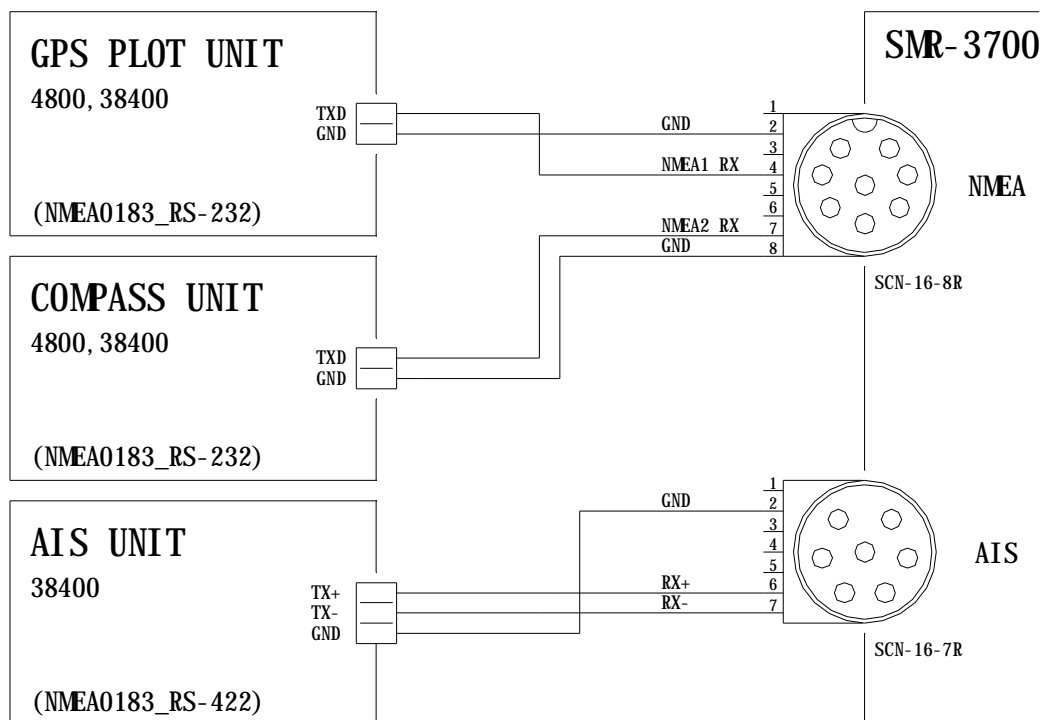 GPS PLOT UNIT
4800, 38400
TXD
GND
(NMEA0183_RS-232)
COMPASS UNIT
4800, 38400
TXD
GND
(NMEA0183_RS-232)
AIS UNIT
38400
TX+
TX-
GND
(NMEA0183_RS-422)
SMR-3700
1
GND 2
3
NMEA1 RX 4
5
6
NMEA2 RX 7
GND 8
NMEA
SCN-16-8R
1
GND 2
3
4
5
RX+ 6
RX- 7
AIS
SCN-16-7R